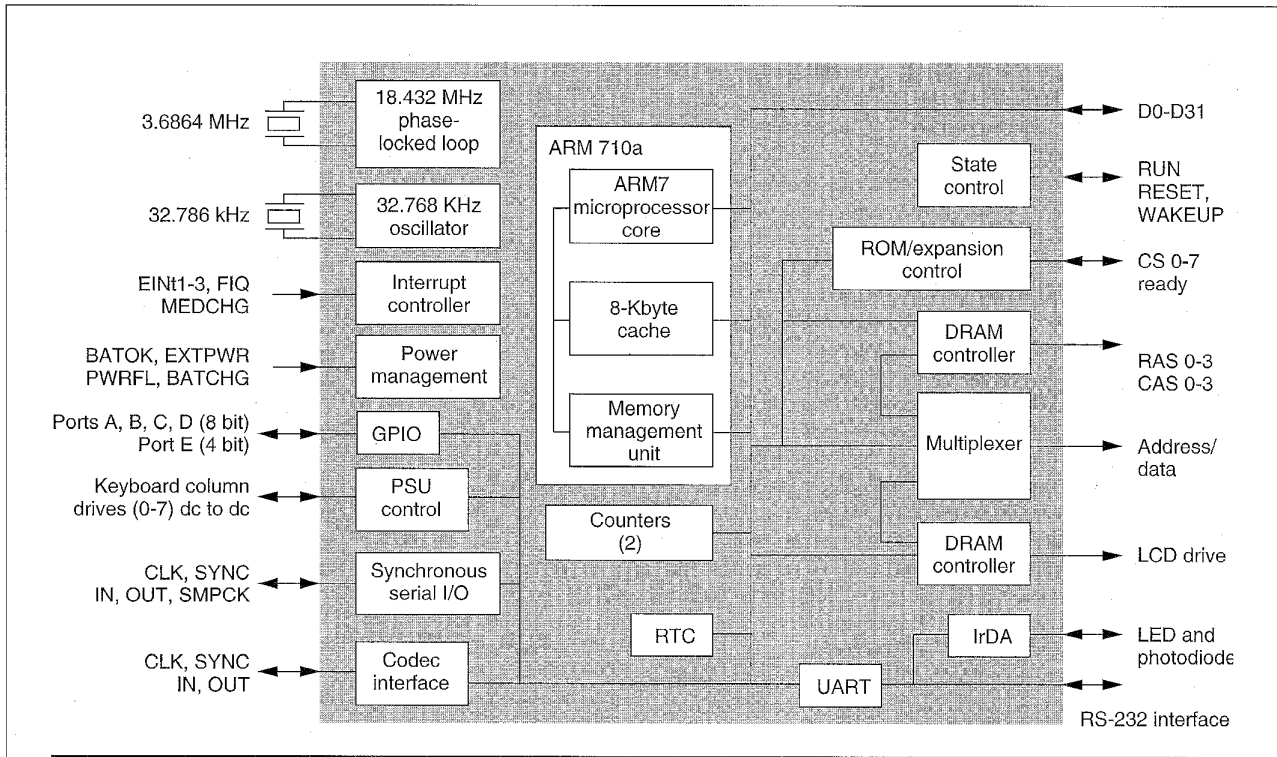 3.6864 MHz
18.432 MHz
phase-
locked loop
32.786 kHz
32.768 KHz
oscillator
EINt1-3, FIQ
MEDCHG
Interrupt
controller
BATOK, EXTPWR
PWRFL, BATCHG
Power
management
Ports A, B, C, D (8 bit)
Port E (4 bit)
GPIO
Keyboard column
drives (0-7) dc to dc
PSU
control
CLK, SYNC
IN, OUT, SMPCK
Synchronous
serial I/O
CLK, SYNC
IN, OUT
Codec
interface
ARM 710a
ARM7
microprocessor
core
8-Kbyte
cache
Memory
management
unit
Counters
(2)
RTC
D0-D31
State
control
RUN
RESET,
WAKEUP
ROM/expansion
control
CS 0-7
ready
DRAM
controller
RAS 0-3
CAS 0-3
Multiplexer
Address/
data
DRAM
controller
LCD drive
IrDA
LED and
photodiode
UART
RS-232 interface